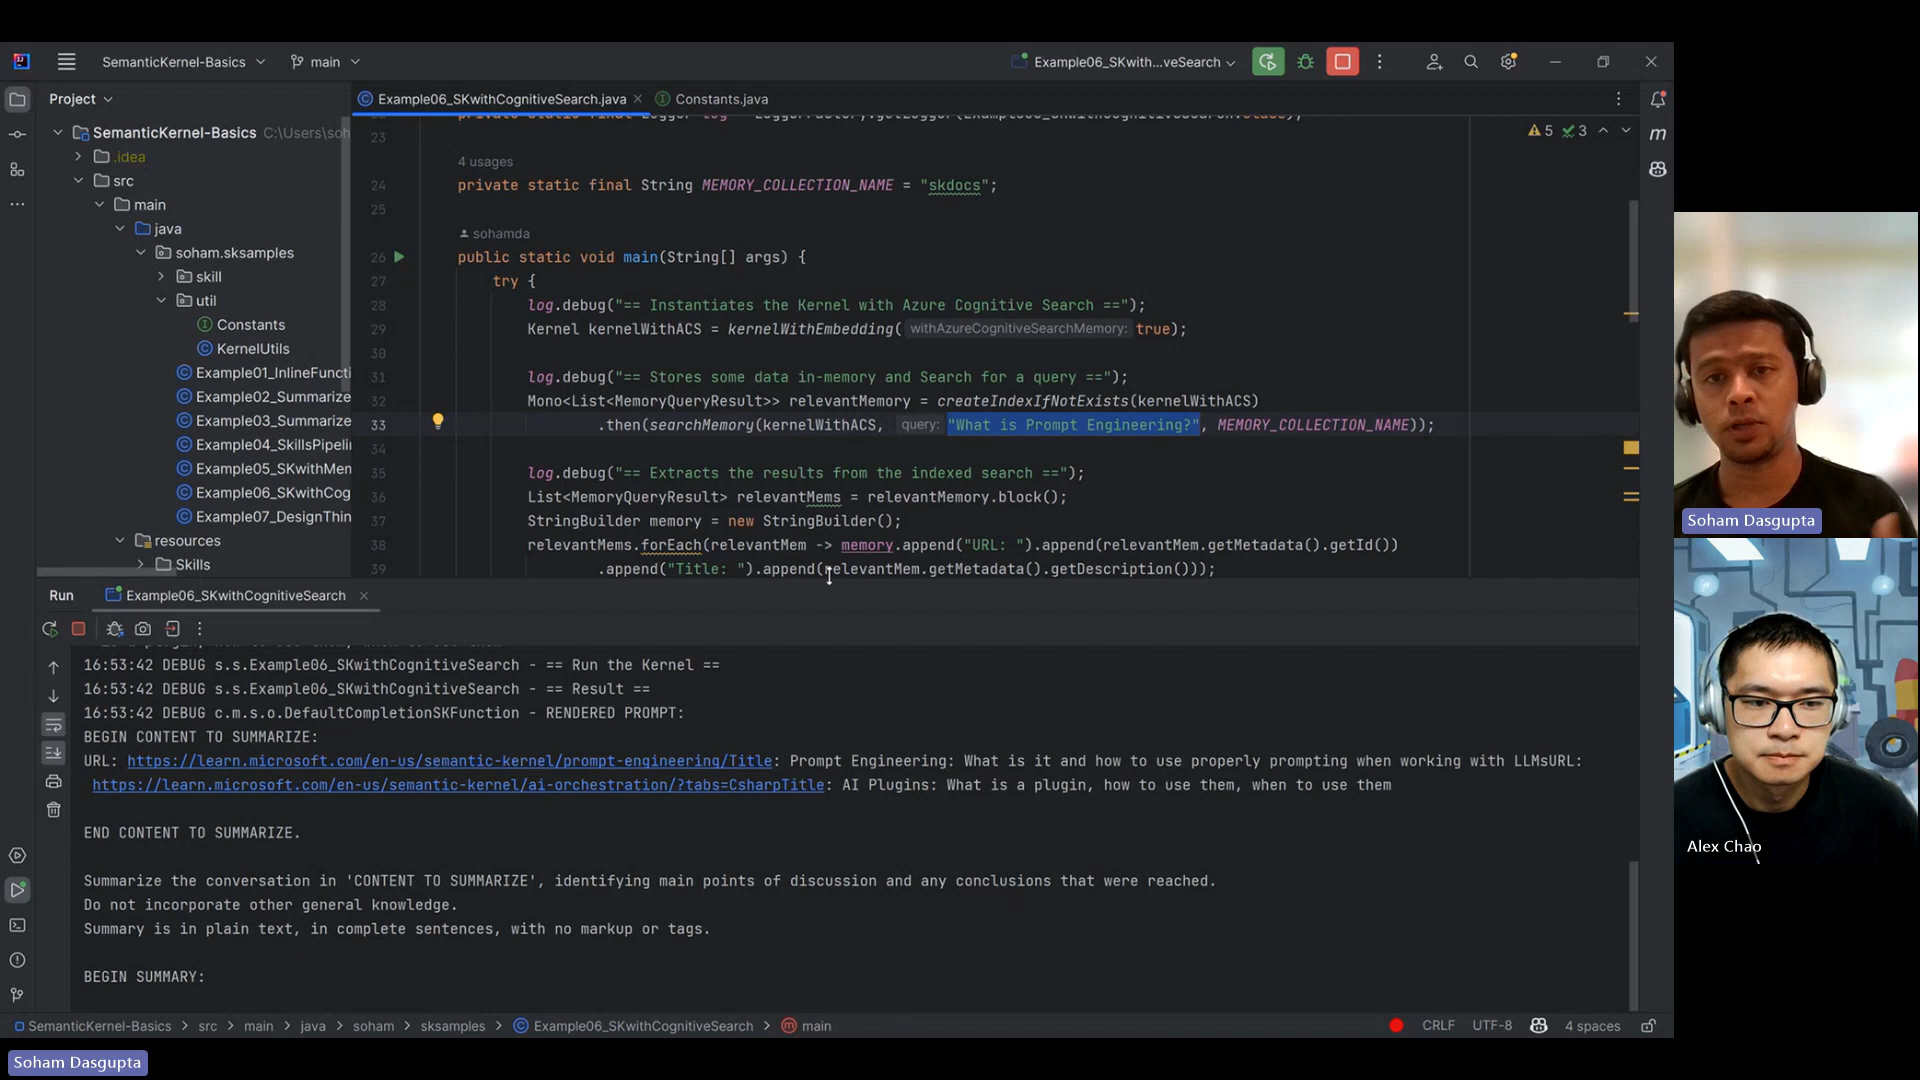 SemanticKernel-Basics
main
Example06_SKwith...veSearch
Project
Example06_SKwithCognitiveSearch.java
Constants.java
SemanticKernel-Basics C:\Users\soh
.idea
src
main
java
soham.sksamples
skill
util
Constants
KernelUtils
Example01_InlineFuncti
Example02_Summarize
Example03_Summarize
Example04_SkillsPipelin
Example05_SKwithMen
Example06_SKwithCog
Example07_DesignThin
resources
Skills
5 3
23
4 usages
24 private static final String MEMORY_COLLECTION_NAME = "skdocs";
25
sohamda
26 public static void main(String[] args) {
27 try {
28 log.debug("== Instantiates the Kernel with Azure Cognitive Search ==");
29 Kernel kernelWithACS = kernelWithEmbedding( withAzureCognitiveSearchMemory: true);
30
31 log.debug("== Stores some data in-memory and Search for a query ==");
32 Mono<List<MemoryQueryResult>> relevantMemory = createIndexIfNotExists(kernelWithACS)
33 .then(searchMemory(kernelWithACS, query: "What is Prompt Engineering?", MEMORY_COLLECTION_NAME));
34
35 log.debug("== Extracts the results from the indexed search ==");
36 List<MemoryQueryResult> relevantMems = relevantMemory.block();
37 StringBuilder memory = new StringBuilder();
38 relevantMems.forEach(relevantMem -> memory.append("URL: ").append(relevantMem.getMetadata().getId())
39 .append("Title: ").append(relevantMem.getMetadata().getDescription()));
Run
Example06_SKwithCognitiveSearch
16:53:42 DEBUG s.s.Example06_SKwithCognitiveSearch - == Run the Kernel ==
16:53:42 DEBUG s.s.Example06_SKwithCognitiveSearch - == Result ==
16:53:42 DEBUG c.m.s.o.DefaultCompletionSKFunction - RENDERED PROMPT:
BEGIN CONTENT TO SUMMARIZE:
URL: https://learn.microsoft.com/en-us/semantic-kernel/prompt-engineering/Title: Prompt Engineering: What is it and how to use properly prompting when working with LLMsURL:
https://learn.microsoft.com/en-us/semantic-kernel/ai-orchestration/?tabs=CsharpTitle: AI Plugins: What is a plugin, how to use them, when to use them
END CONTENT TO SUMMARIZE.
Summarize the conversation in 'CONTENT TO SUMMARIZE', identifying main points of discussion and any conclusions that were reached.
Do not incorporate other general knowledge.
Summary is in plain text, in complete sentences, with no markup or tags.
BEGIN SUMMARY:
SemanticKernel-Basics > src > main > java > soham > sksamples > Example06_SKwithCognitiveSearch > main
CRLF UTF-8 4 spaces
Soham Dasgupta
Alex Chao
Soham Dasgupta